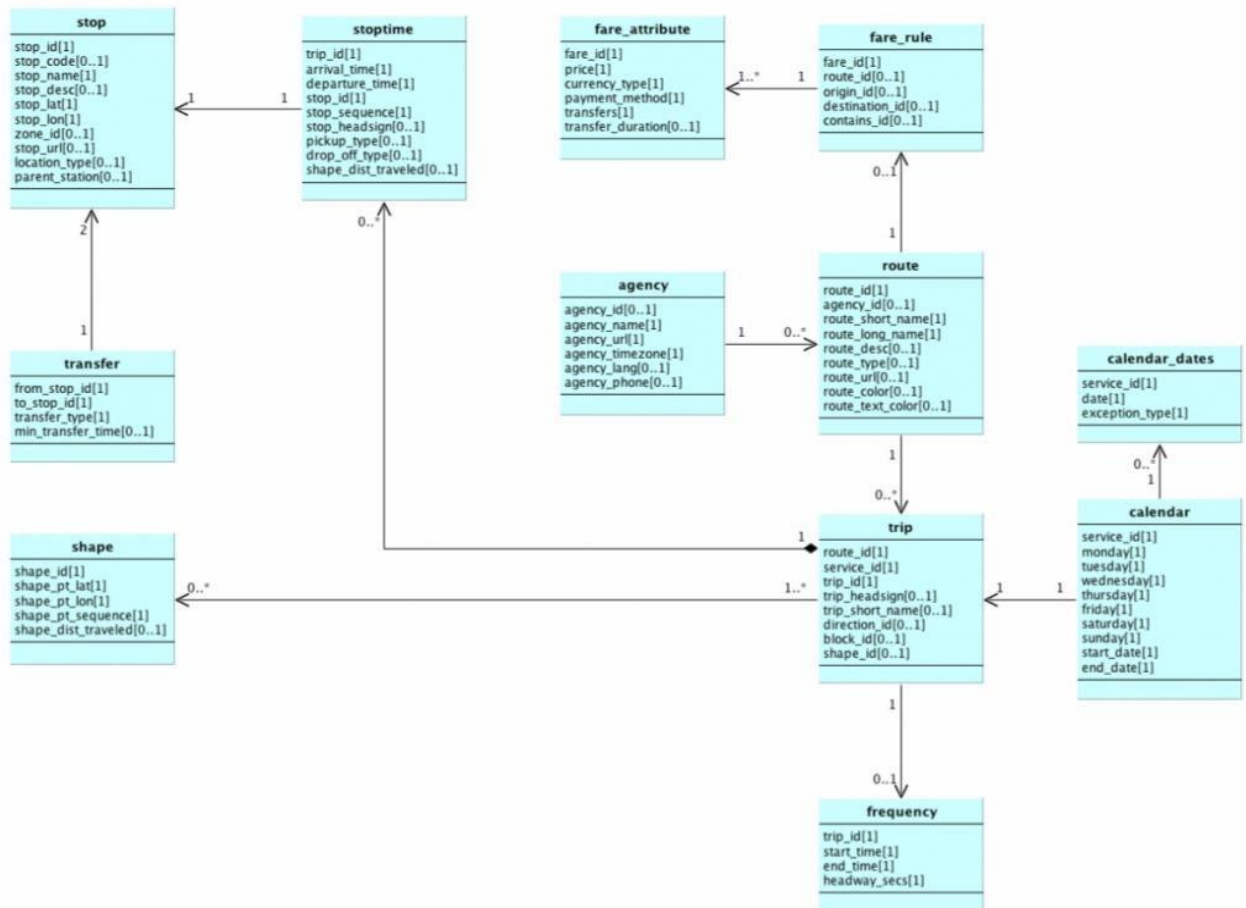 stop
stop_id[1]
stop_code[0..1]
stop_name[1]
stop_desc[0..1]
stop_lat[1]
stop_lon[1]
zone_id[0..1]
stop_url[0..1]
location_type[0..1]
parent_station[0..1]
1
1
stoptime
trip_id[1]
arrival_time[1]
departure_time[1]
stop_id[1]
stop_sequence[1]
stop_headsign[0..1]
pickup_type[0..1]
drop_off_type[0..1]
shape_dist_traveled[0..1]
0..*
fare_attribute
fare_id[1]
price[1]
currency_type[1]
payment_method[1]
transfers[1]
transfer_duration[0..1]
1..*
1
fare_rule
fare_id[1]
route_id[0..1]
origin_id[0..1]
destination_id[0..1]
contains_id[0..1]
0..1
1
2
1
transfer
from_stop_id[1]
to_stop_id[1]
transfer_type[1]
min_transfer_time[0..1]
agency
agency_id[0..1]
agency_name[1]
agency_url[1]
agency_timezone[1]
agency_lang[0..1]
agency_phone[0..1]
1
0..*
route
route_id[1]
agency_id[0..1]
route_short_name[1]
route_long_name[1]
route_desc[0..1]
route_type[0..1]
route_url[0..1]
route_color[0..1]
route_text_color[0..1]
1
0..*
calendar_dates
service_id[1]
date[1]
exception_type[1]
0..*
1
shape
shape_id[1]
shape_pt_lat[1]
shape_pt_lon[1]
shape_pt_sequence[1]
shape_dist_traveled[0..1]
0..*
1..*
1
trip
route_id[1]
service_id[1]
trip_id[1]
trip_headsign[0..1]
trip_short_name[0..1]
direction_id[0..1]
block_id[0..1]
shape_id[0..1]
1
1
calendar
service_id[1]
monday[1]
tuesday[1]
wednesday[1]
thursday[1]
friday[1]
saturday[1]
sunday[1]
start_date[1]
end_date[1]
1
0..1
frequency
trip_id[1]
start_time[1]
end_time[1]
headway_secs[1]